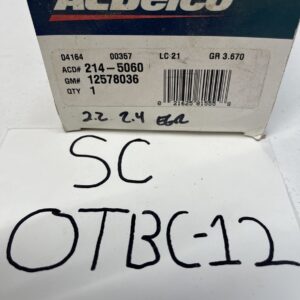 ACDelco
04164 00357 LC 21 GR 3.670
ACD# 214-5060
GM# 12578036
QTY 1
2.2 2.4 EGR
SC
OTBC-12